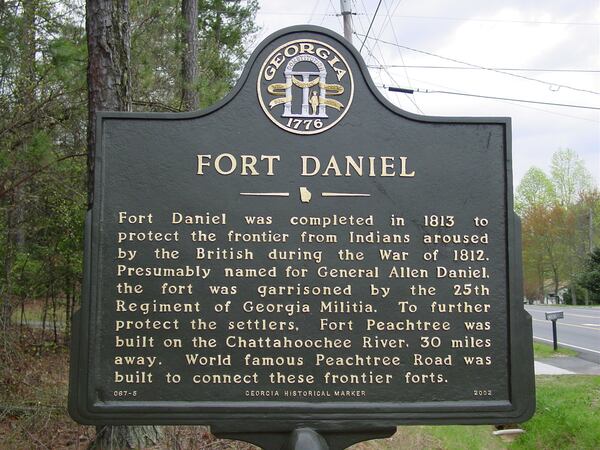 GEORGIA
1776
FORT DANIEL
Fort Daniel was completed in 1813 to
protect the frontier from Indians aroused
by the British during the War of 1812.
Presumably named for General Allen Daniel,
the fort was garrisoned by the 25th
Regiment of Georgia Militia. To further
protect the settlers, Fort Peachtree was
built on the Chattahoochee River, 30 miles
away. World famous Peachtree Road was
built to connect these frontier forts.
067-5 GEORGIA HISTORICAL MARKER 2002